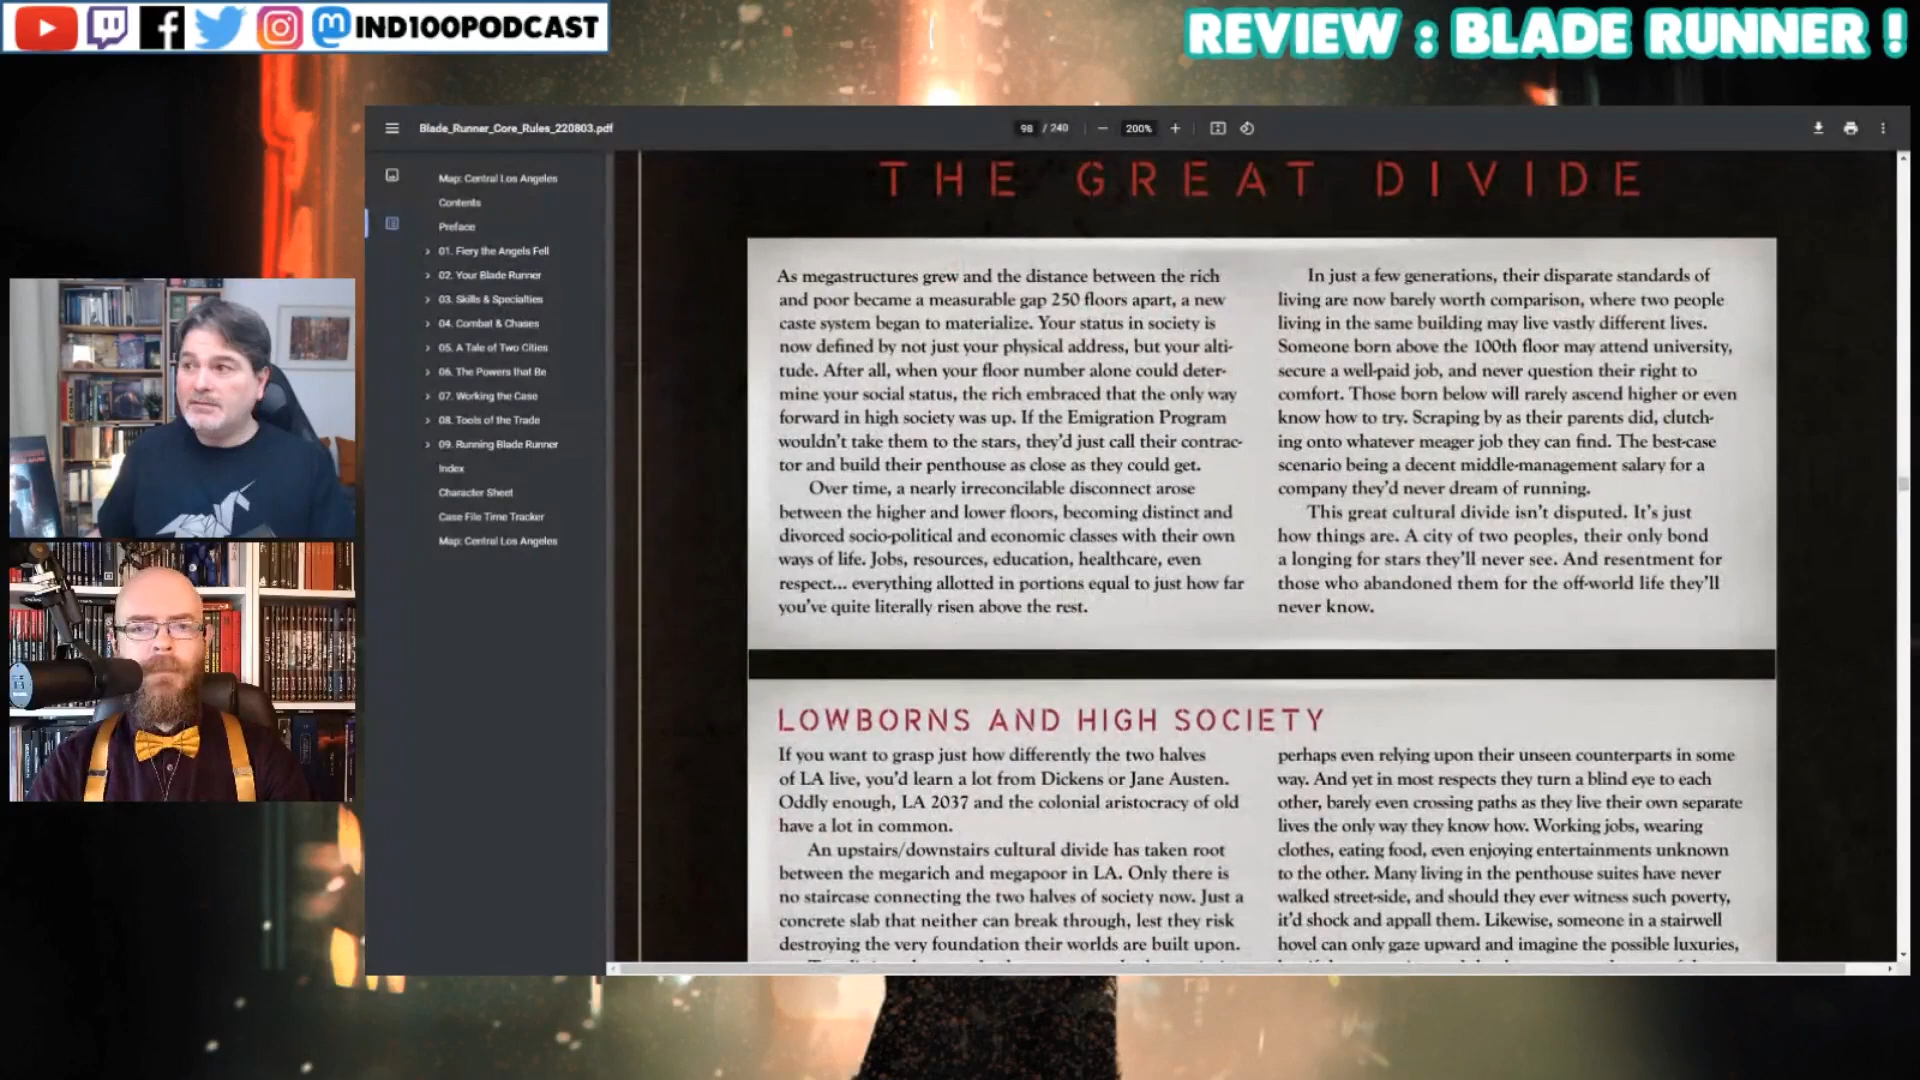 IND100PODCAST
REVIEW : BLADE RUNNER !
Blade_Runner_Core_Rules_220803.pdf
98 / 240
200%
Map: Central Los Angeles
Contents
Preface
01. Fiery the Angels Fell
02. Your Blade Runner
03. Skills & Specialties
04. Combat & Chases
05. A Tale of Two Cities
06. The Powers that Be
07. Working the Case
08. Tools of the Trade
09. Running Blade Runner
Index
Character Sheet
Case File Time Tracker
Map: Central Los Angeles
THE GREAT DIVIDE
As megastructures grew and the distance between the rich
and poor became a measurable gap 250 floors apart, a new
caste system began to materialize. Your status in society is
now defined by not just your physical address, but your alti-
tude. After all, when your floor number alone could deter-
mine your social status, the rich embraced that the only way
forward in high society was up. If the Emigration Program
wouldn't take them to the stars, they'd just call their contrac-
tor and build their penthouse as close as they could get.
Over time, a nearly irreconcilable disconnect arose
between the higher and lower floors, becoming distinct and
divorced socio-political and economic classes with their own
ways of life. Jobs, resources, education, healthcare, even
respect... everything allotted in portions equal to just how far
you've quite literally risen above the rest.
In just a few generations, their disparate standards of
living are now barely worth comparison, where two people
living in the same building may live vastly different lives.
Someone born above the 100th floor may attend university,
secure a well-paid job, and never question their right to
comfort. Those born below will rarely ascend higher or even
know how to try. Scraping by as their parents did, clutch-
ing onto whatever meager job they can find. The best-case
scenario being a decent middle-management salary for a
company they'd never dream of running.
This great cultural divide isn't disputed. It's just
how things are. A city of two peoples, their only bond
a longing for stars they'll never see. And resentment for
those who abandoned them for the off-world life they'll
never know.
LOWBORNS AND HIGH SOCIETY
If you want to grasp just how differently the two halves
of LA live, you'd learn a lot from Dickens or Jane Austen.
Oddly enough, LA 2037 and the colonial aristocracy of old
have a lot in common.
An upstairs/downstairs cultural divide has taken root
between the megarich and megapoor in LA. Only there is
no staircase connecting the two halves of society now. Just a
concrete slab that neither can break through, lest they risk
destroying the very foundation their worlds are built upon.
perhaps even relying upon their unseen counterparts in some
way. And yet in most respects they turn a blind eye to each
other, barely even crossing paths as they live their own separate
lives the only way they know how. Working jobs, wearing
clothes, eating food, even enjoying entertainments unknown
to the other. Many living in the penthouse suites have never
walked street-side, and should they ever witness such poverty,
it'd shock and appall them. Likewise, someone in a stairwell
hovel can only gaze upward and imagine the possible luxuries,